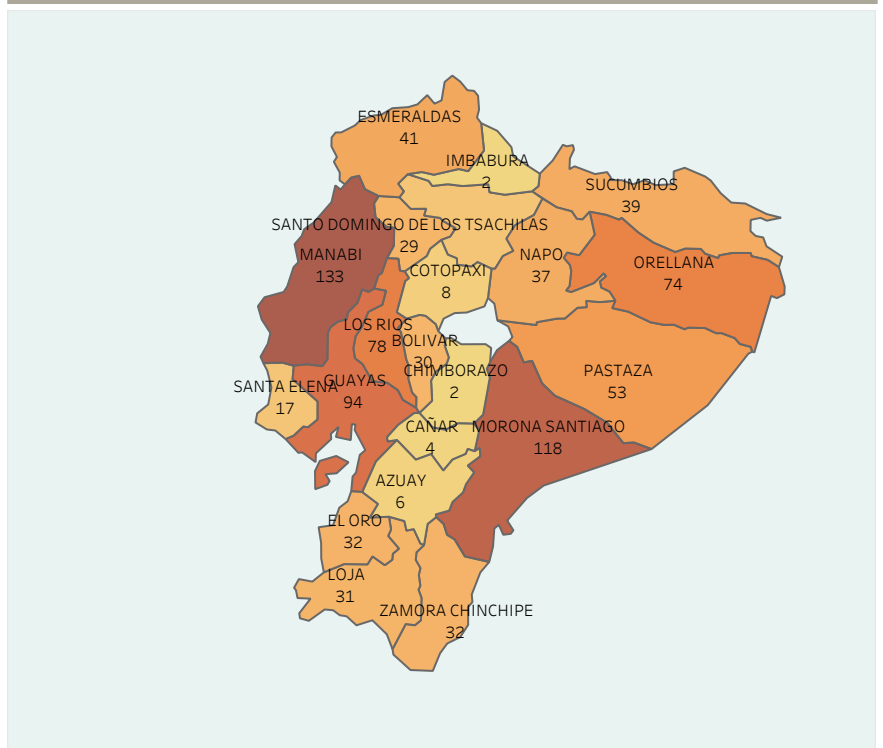 ESMERALDAS
41
IMBABURA
2
SUCUMBIOS
39
SANTO DOMINGO DE LOS TSACHILAS
29
MANABI
133
NAPO
37
ORELLANA
74
COTOPAXI
8
LOS RIOS
78
BOLIVAR
30
CHIMBORAZO
2
PASTAZA
53
SANTA ELENA
17
GUAYAS
94
CAÑAR
4
MORONA SANTIAGO
118
AZUAY
6
EL ORO
32
LOJA
31
ZAMORA CHINCHIPE
32